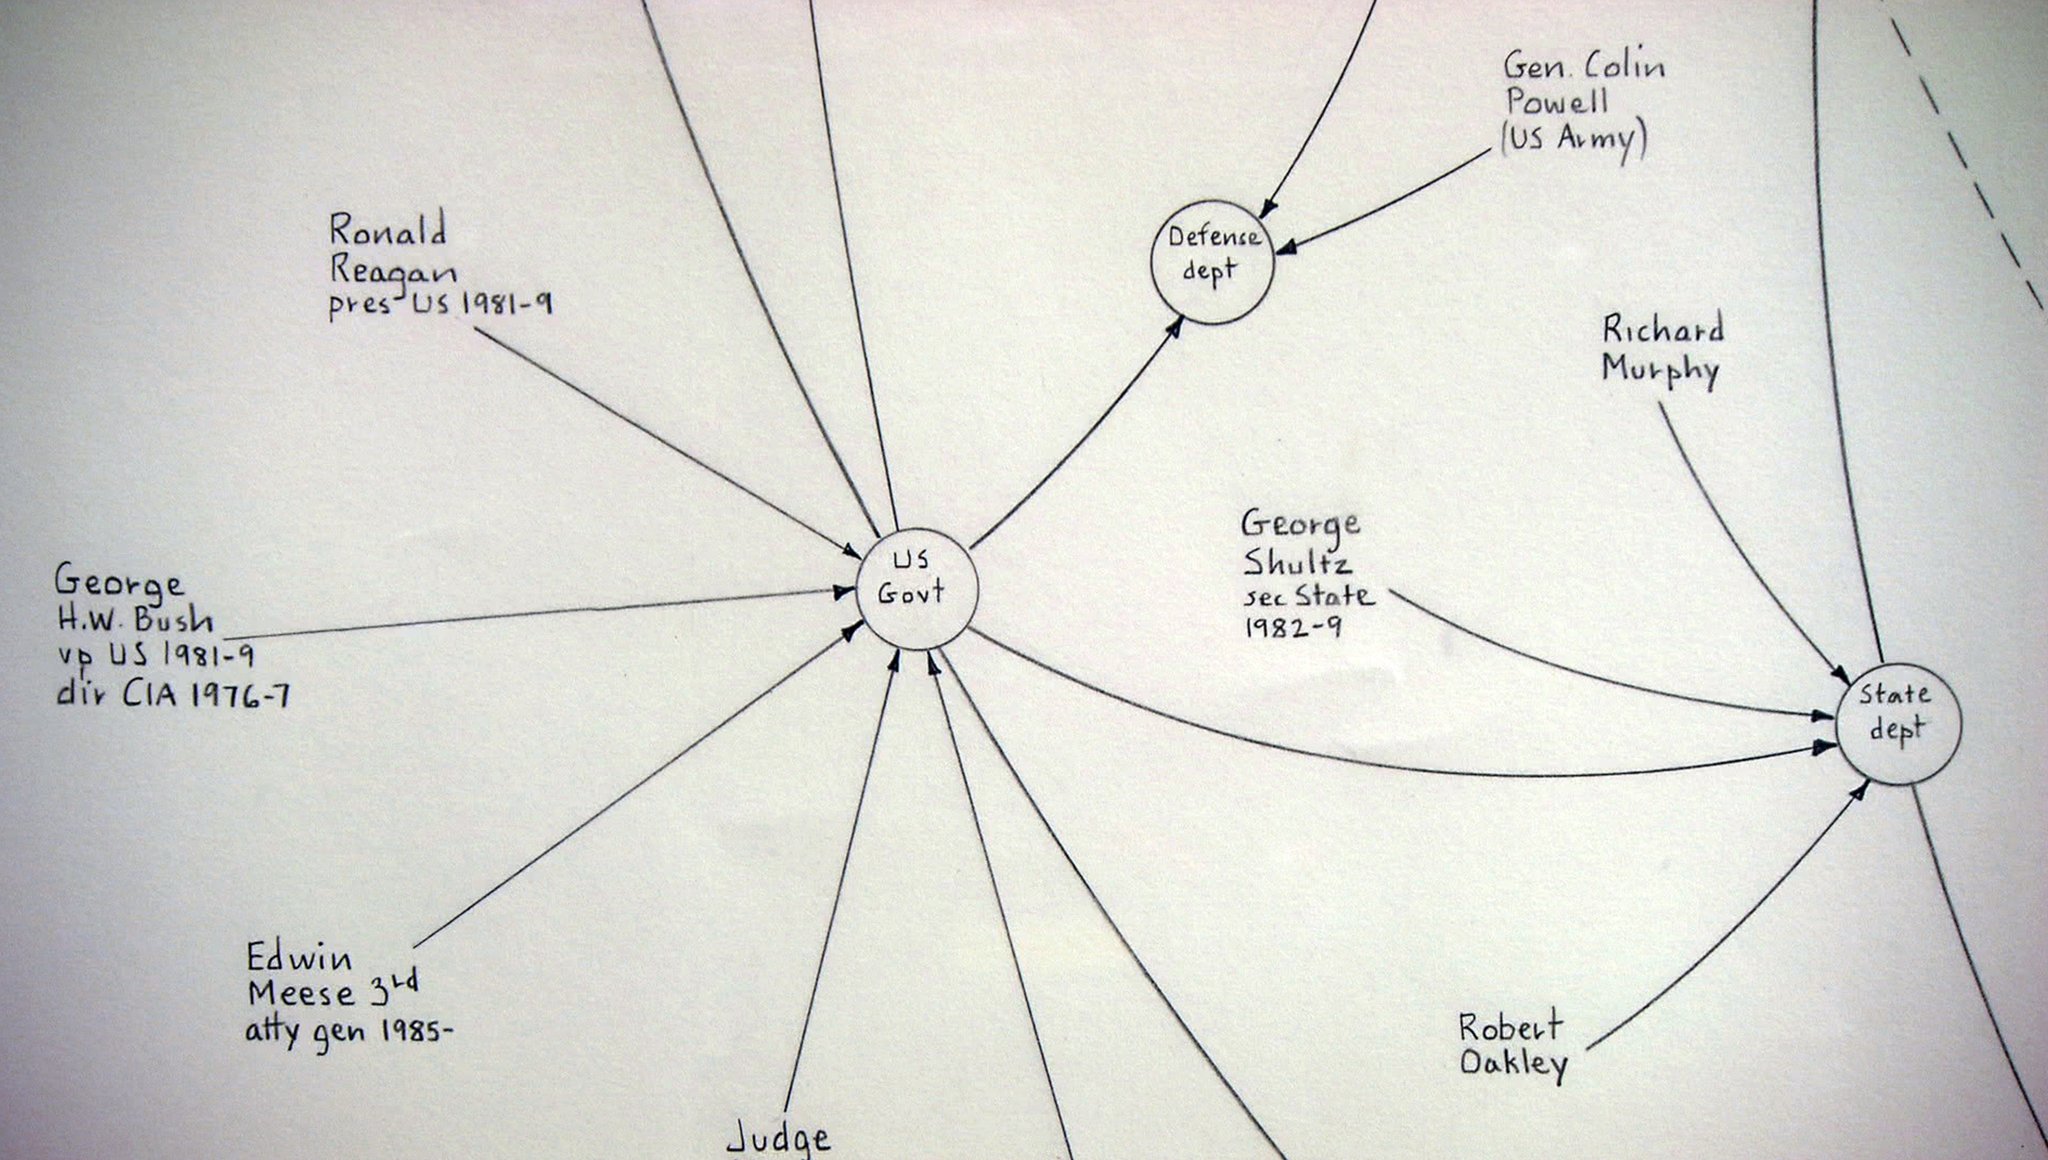 Gen. Colin
Powell
(US Army)
Ronald
Reagan
pres US 1981-9
Defense
dept
Richard
Murphy
George
Shultz
sec State
1982-9
US
Govt
George
H.W. Bush
vp US 1981-9
dir CIA 1976-7
State
dept
Edwin
Meese 3rd
atty gen 1985-
Robert
Oakley
Judge